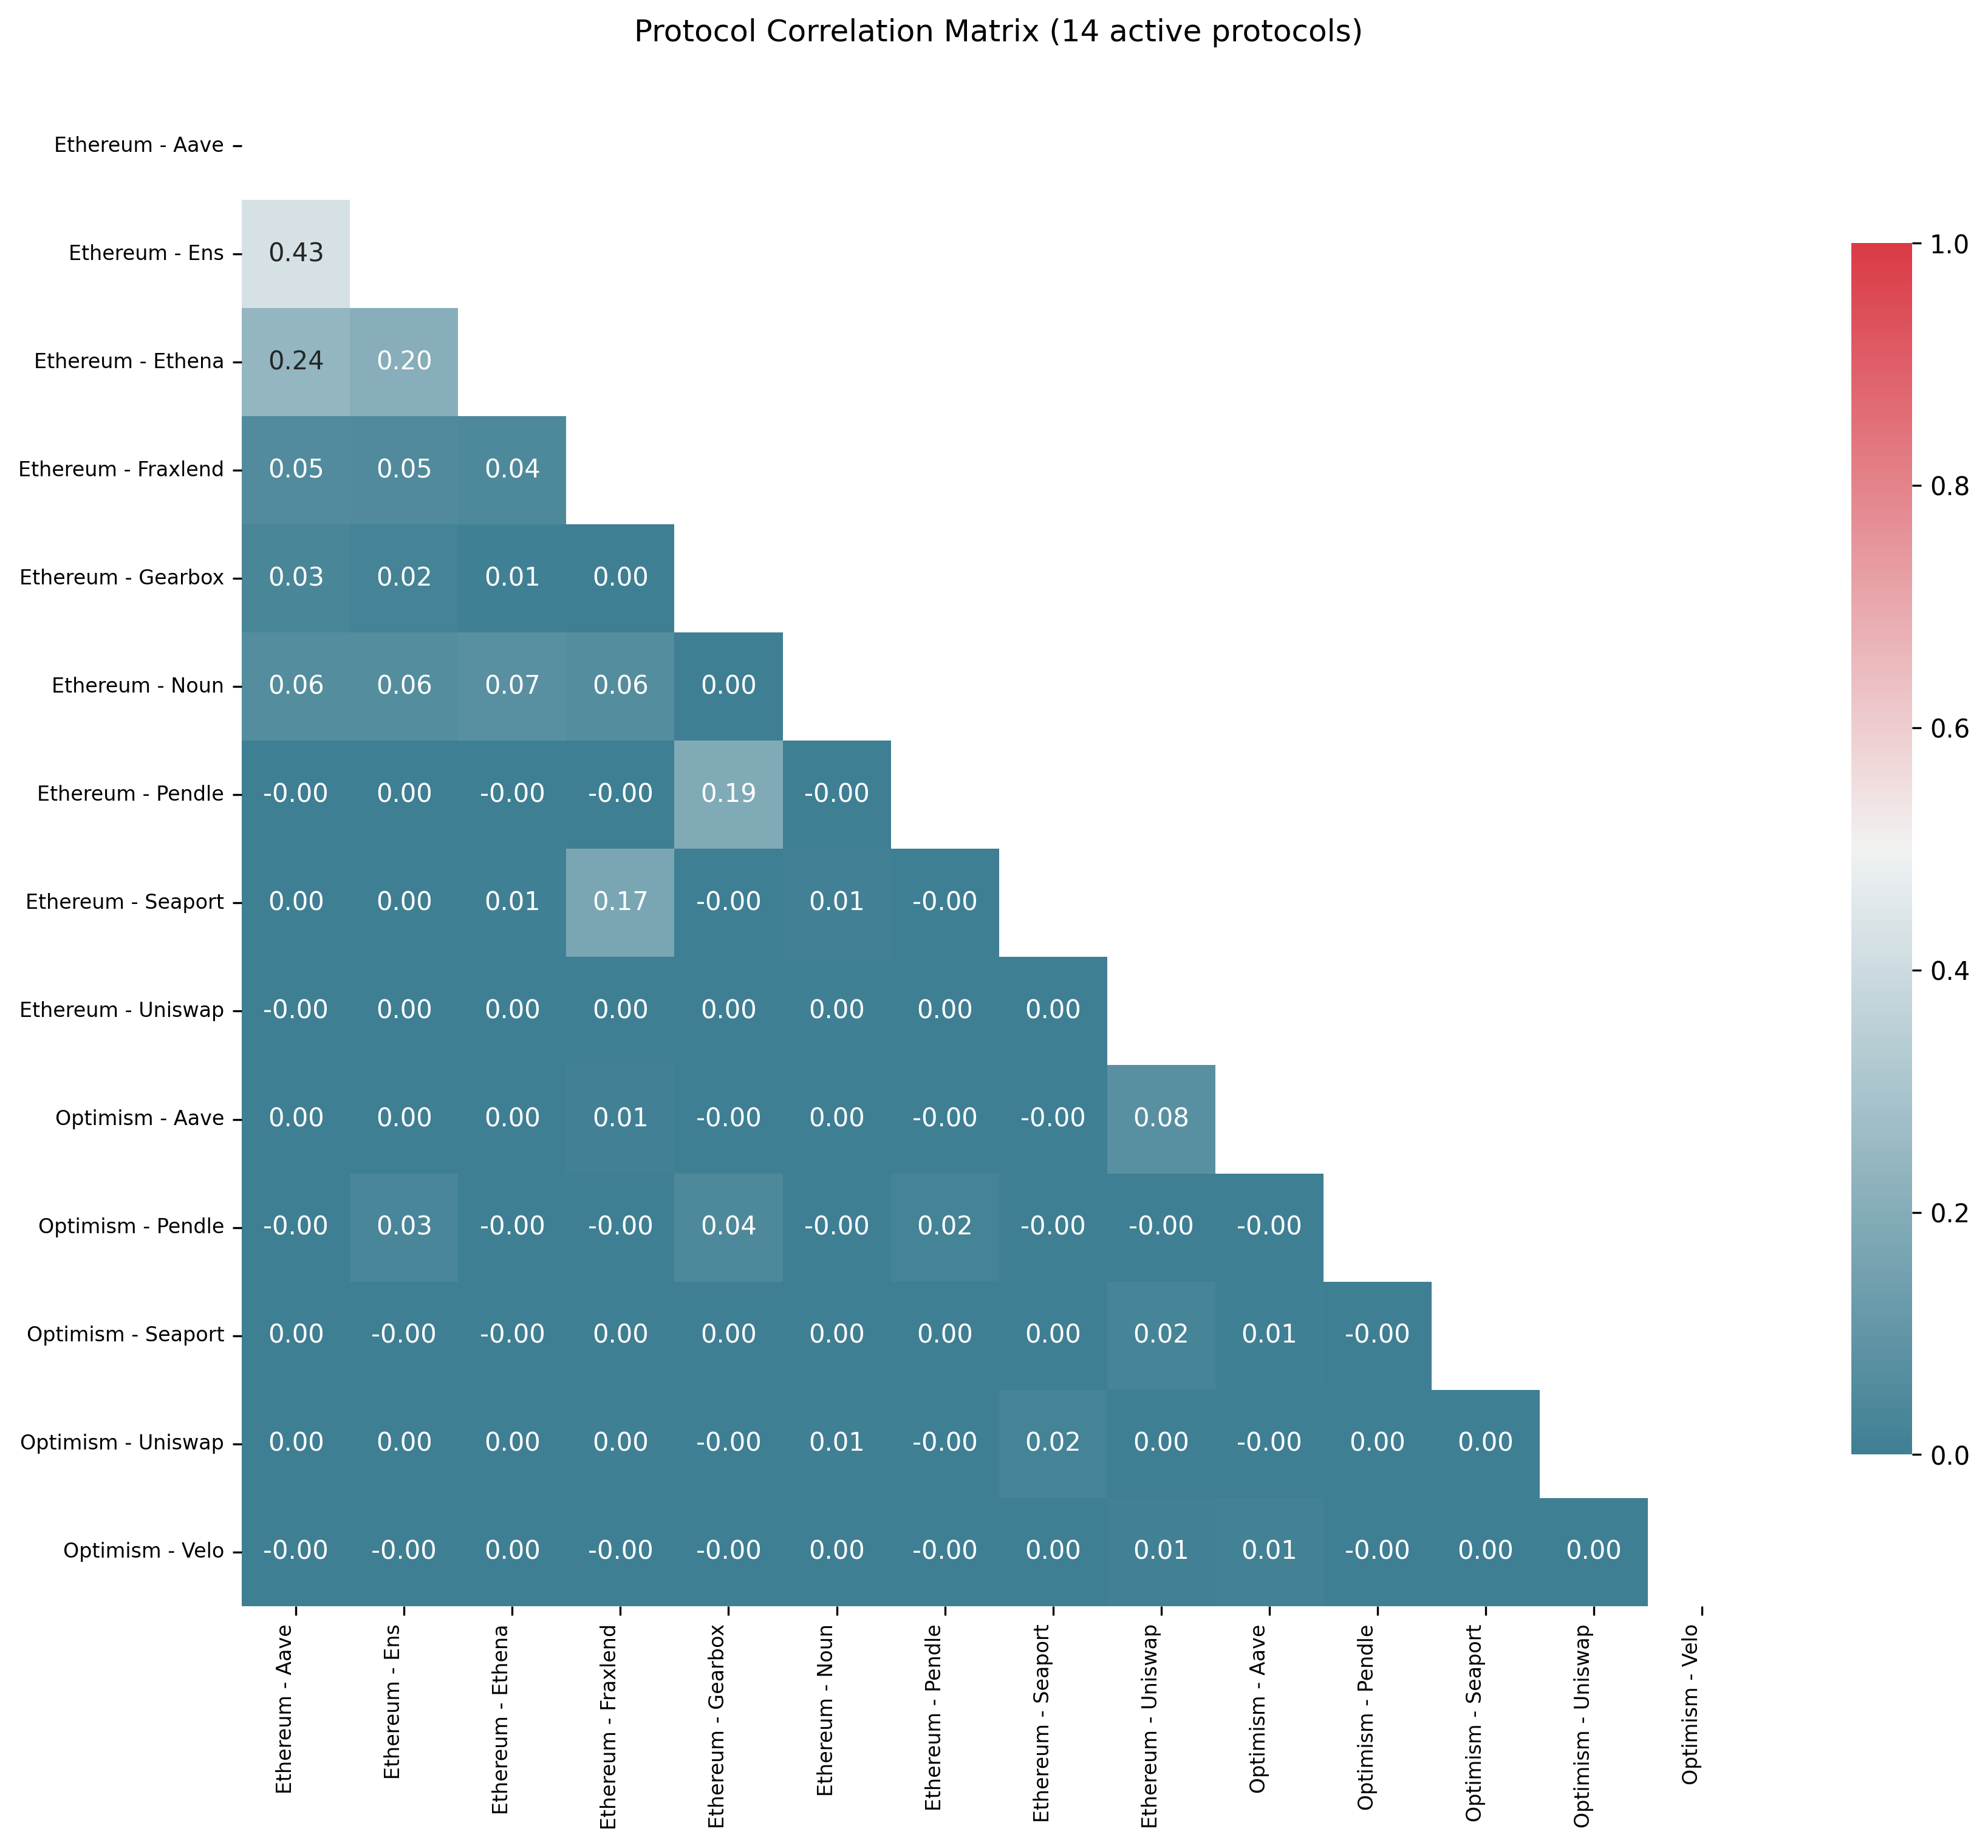 Protocol Correlation Matrix (14 active protocols)
Ethereum - Aave
Ethereum - Ens 0.43
Ethereum - Ethena 0.24 0.20
Ethereum - Fraxlend 0.05 0.05 0.04
Ethereum - Gearbox 0.03 0.02 0.01 0.00
Ethereum - Noun 0.06 0.06 0.07 0.06 0.00
Ethereum - Pendle -0.00 0.00 -0.00 -0.00 0.19 -0.00
Ethereum - Seaport 0.00 0.00 0.01 0.17 -0.00 0.01 -0.00
Ethereum - Uniswap -0.00 0.00 0.00 0.00 0.00 0.00 0.00 0.00
Optimism - Aave 0.00 0.00 0.00 0.01 -0.00 0.00 -0.00 -0.00 0.08
Optimism - Pendle -0.00 0.03 -0.00 -0.00 0.04 -0.00 0.02 -0.00 -0.00 -0.00
Optimism - Seaport 0.00 -0.00 -0.00 0.00 0.00 0.00 0.00 0.00 0.02 0.01 -0.00
Optimism - Uniswap 0.00 0.00 0.00 0.00 -0.00 0.01 -0.00 0.02 0.00 -0.00 0.00 0.00
Optimism - Velo -0.00 -0.00 0.00 -0.00 -0.00 0.00 -0.00 0.00 0.01 0.01 -0.00 0.00 0.00
Ethereum - Aave
Ethereum - Ens
Ethereum - Ethena
Ethereum - Fraxlend
Ethereum - Gearbox
Ethereum - Noun
Ethereum - Pendle
Ethereum - Seaport
Ethereum - Uniswap
Optimism - Aave
Optimism - Pendle
Optimism - Seaport
Optimism - Uniswap
Optimism - Velo
1.0
0.8
0.6
0.4
0.2
0.0